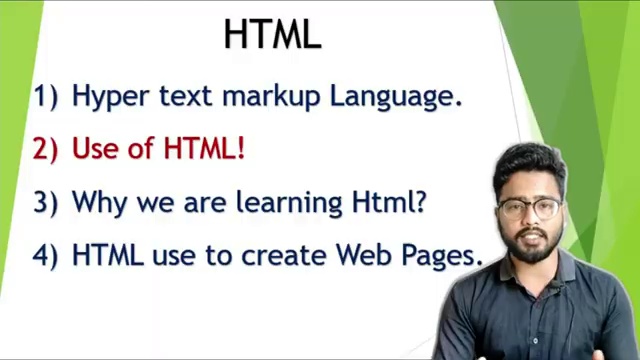 HTML
1) Hyper text markup Language.
2) Use of HTML!
3) Why we are learning Html?
4) HTML use to create Web Pages.